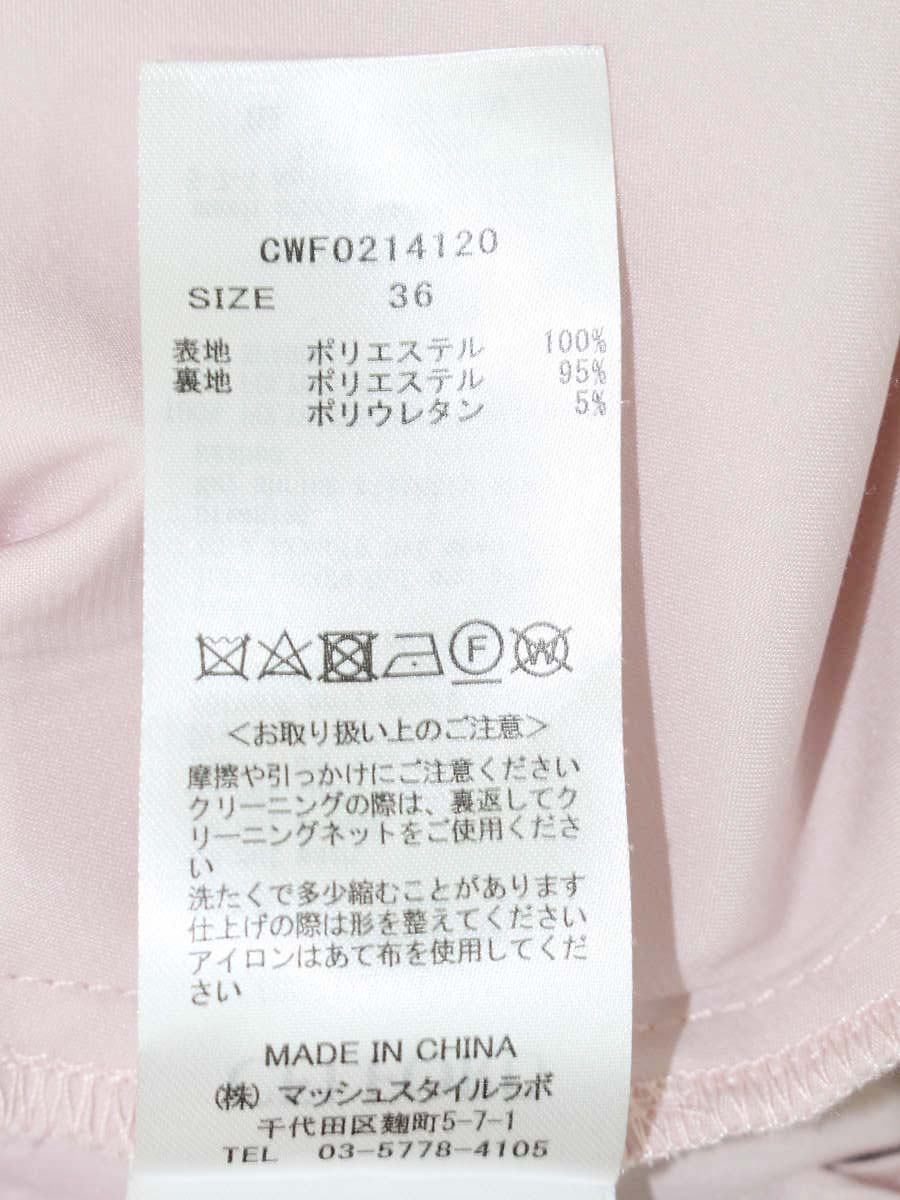 CWF0214120
SIZE 36
表地 ポリエステル 100%
裏地 ポリエステル 95%
ポリウレタン 5%
F
W
＜お取り扱い上のご注意＞
摩擦や引っかけにご注意ください
クリーニングの際は、裏返してク
リーニングネットをご使用くださ
い
洗たくで多少縮むことがあります
仕上げの際は形を整えてください
アイロンはあて布を使用してくだ
さい
MADE IN CHINA
（株）マッシュスタイルラボ
千代田区麹町5-7-1
TEL 03-5778-4105